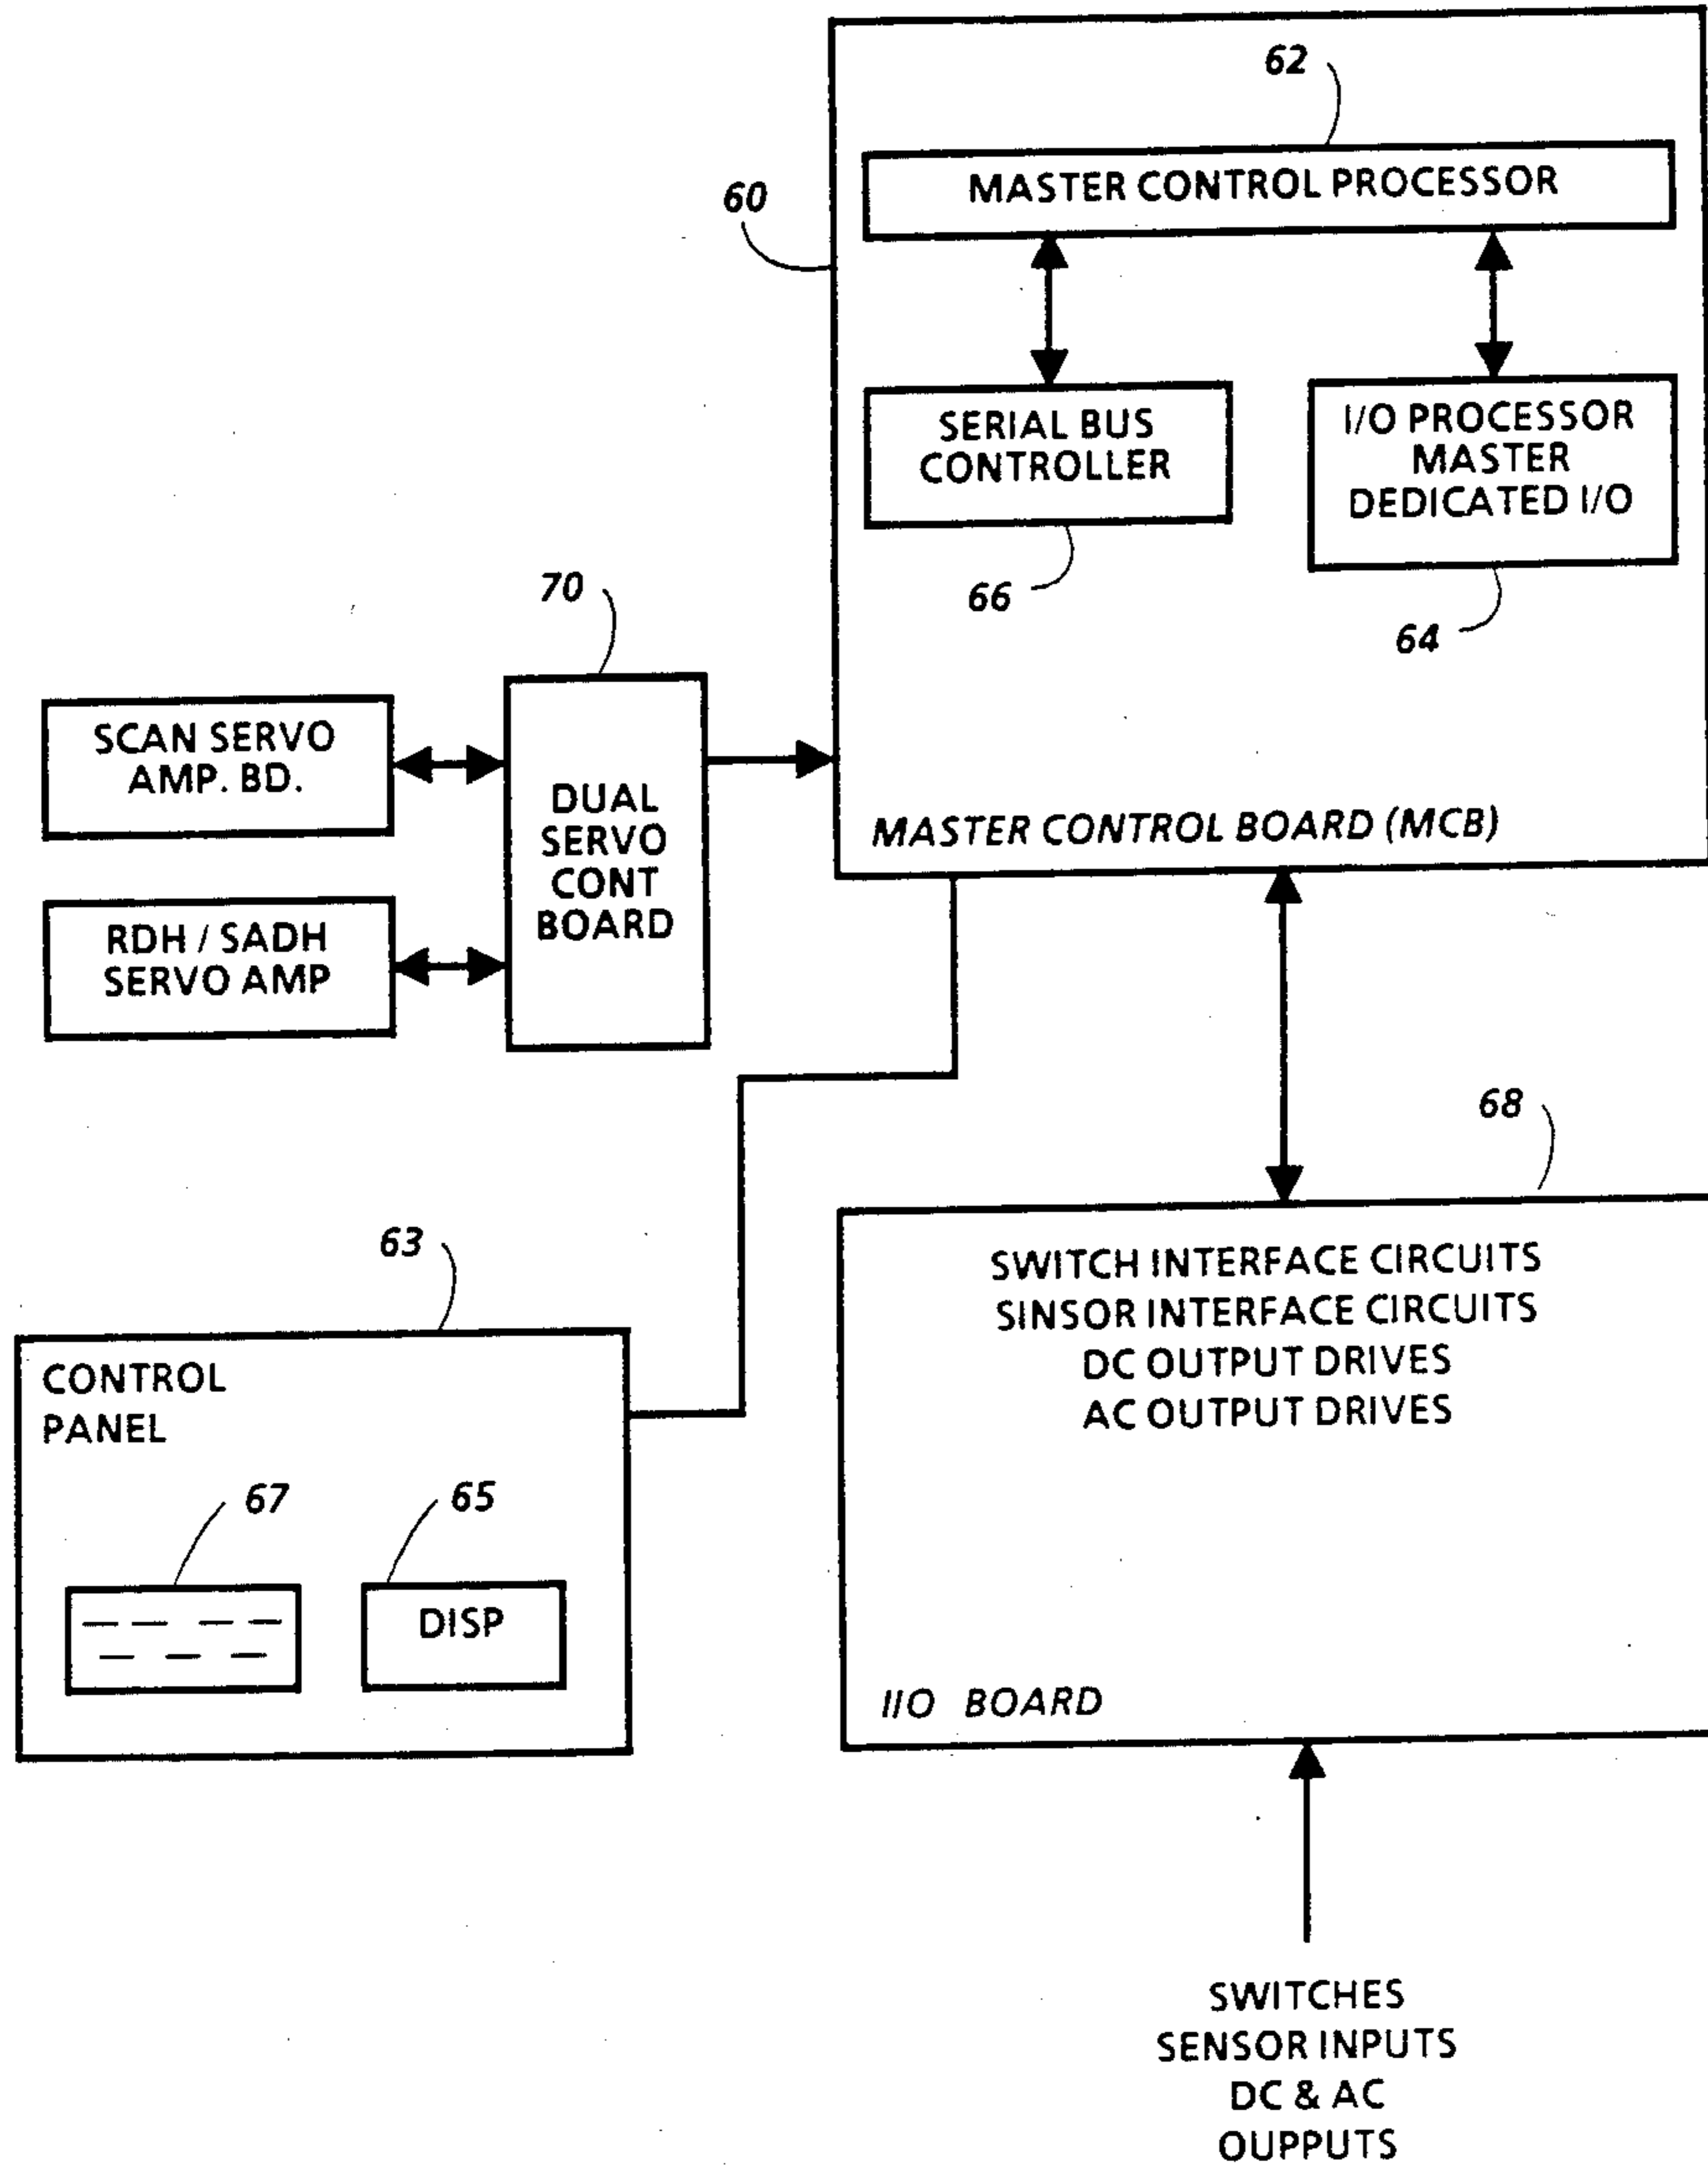 62
MASTER CONTROL PROCESSOR
60
SERIAL BUS
CONTROLLER
I/O PROCESSOR
MASTER
DEDICATED I/O
66
64
MASTER CONTROL BOARD (MCB)
70
SCAN SERVO
AMP. BD.
DUAL
SERVO
CONT
BOARD
RDH / SADH
SERVO AMP
68
SWITCH INTERFACE CIRCUITS
SINSOR INTERFACE CIRCUITS
DC OUTPUT DRIVES
AC OUTPUT DRIVES
I/O BOARD
63
CONTROL
PANEL
67
65
DISP
SWITCHES
SENSOR INPUTS
DC & AC
OUPPUTS